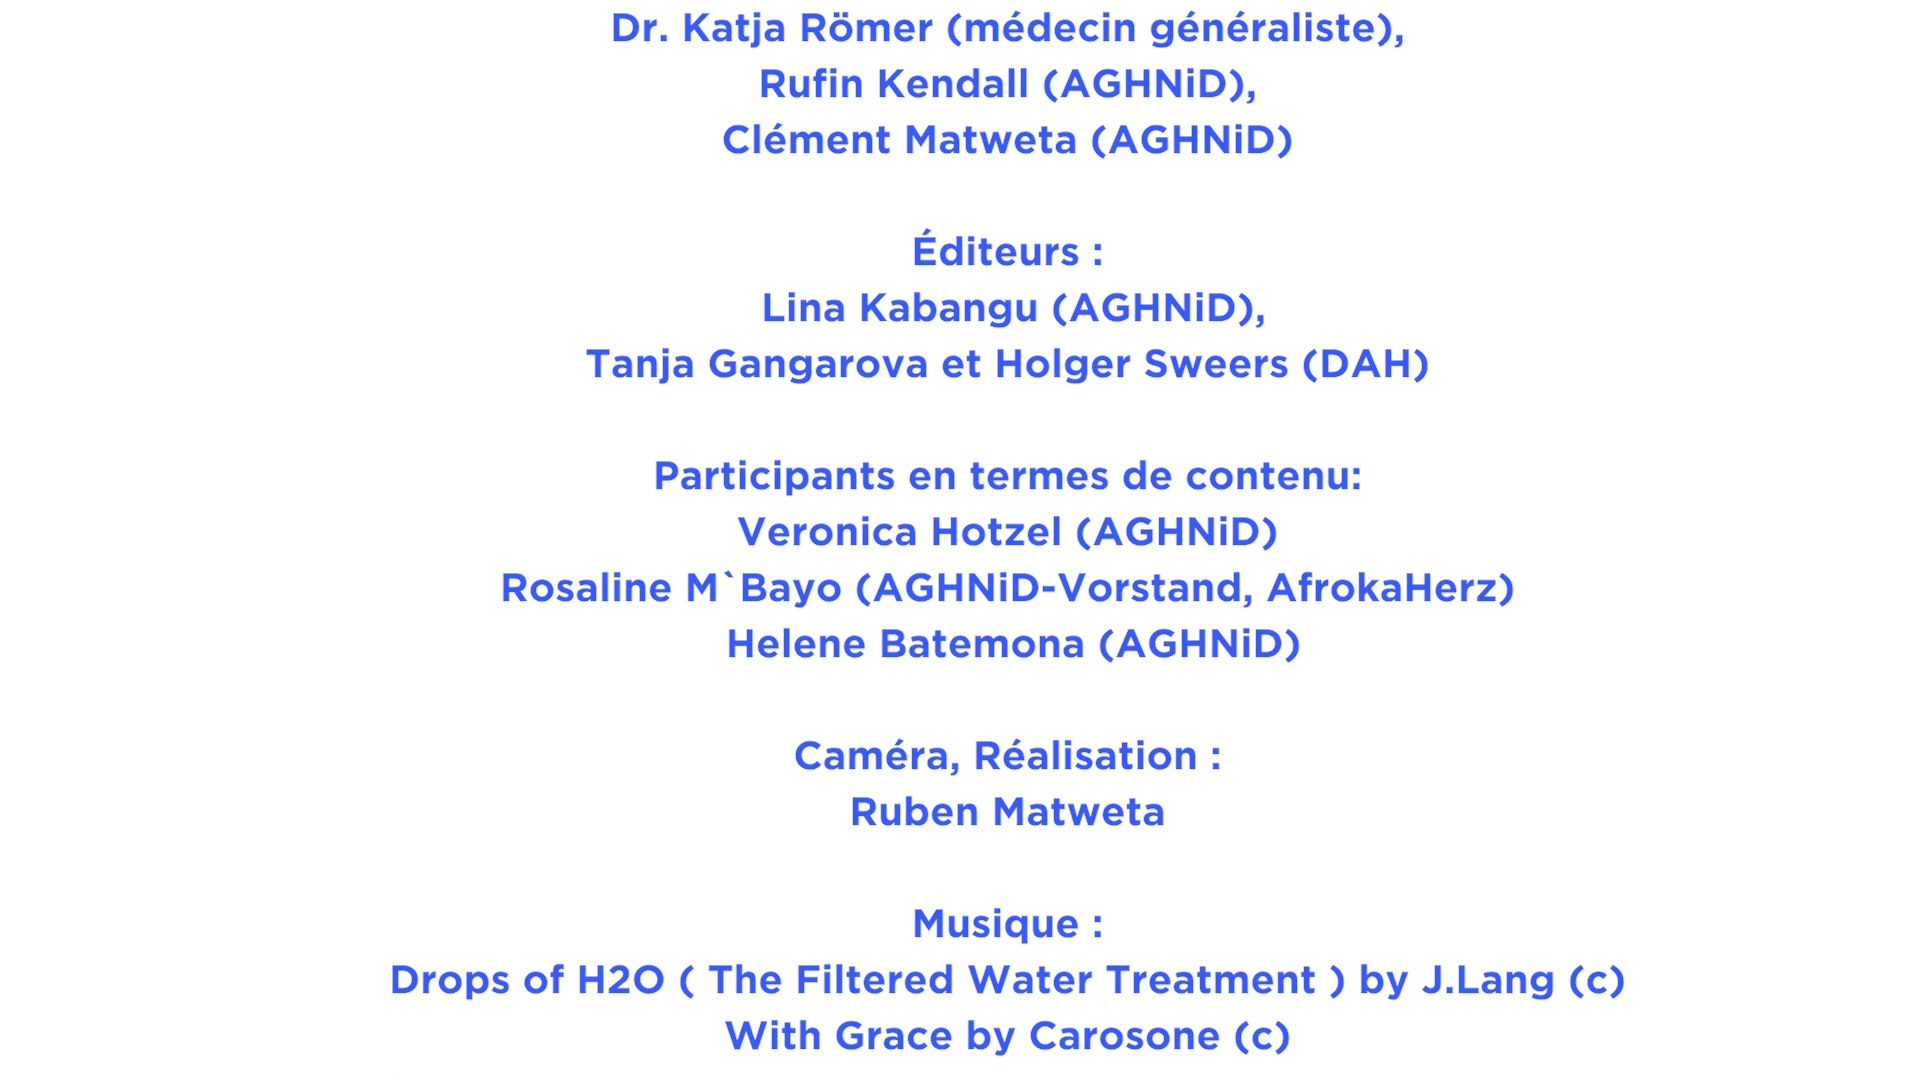 Dr. Katja Römer (médecin généraliste),
Rufin Kendall (AGHNiD),
Clément Matweta (AGHNiD)
Éditeurs :
Lina Kabangu (AGHNiD),
Tanja Gangarova et Holger Sweers (DAH)
Participants en termes de contenu:
Veronica Hotzel (AGHNiD)
Rosaline M`Bayo (AGHNiD-Vorstand, AfrokaHerz)
Helene Batemona (AGHNiD)
Caméra, Réalisation :
Ruben Matweta
Musique :
Drops of H2O ( The Filtered Water Treatment ) by J.Lang (c)
With Grace by Carosone (c)